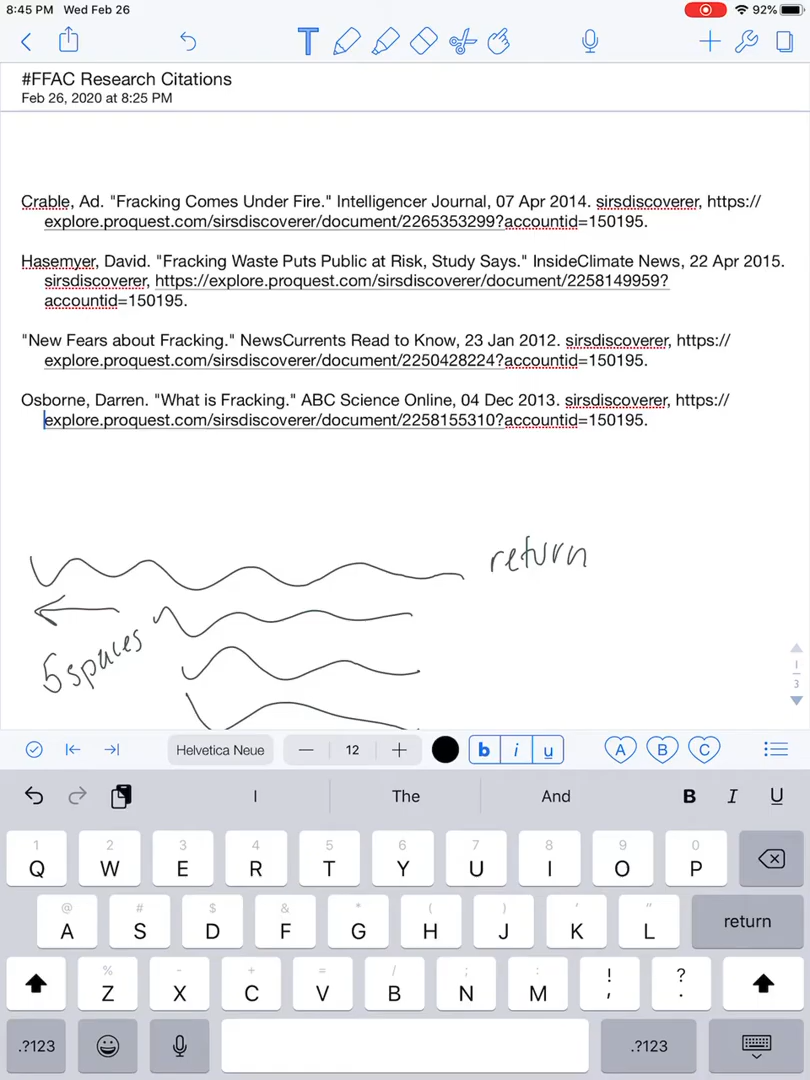 8:45 PM Wed Feb 26 92%
T
#FFAC Research Citations
Feb 26, 2020 at 8:25 PM
Crable, Ad. "Fracking Comes Under Fire." Intelligencer Journal, 07 Apr 2014. sirsdiscoverer, https://
explore.proquest.com/sirsdiscoverer/document/2265353299?accountid=150195.
Hasemyer, David. "Fracking Waste Puts Public at Risk, Study Says." InsideClimate News, 22 Apr 2015.
sirsdiscoverer, https://explore.proquest.com/sirsdiscoverer/document/2258149959?
accountid=150195.
"New Fears about Fracking." NewsCurrents Read to Know, 23 Jan 2012. sirsdiscoverer, https://
explore.proquest.com/sirsdiscoverer/document/2250428224?accountid=150195.
Osborne, Darren. "What is Fracking." ABC Science Online, 04 Dec 2013. sirsdiscoverer, https://
explore.proquest.com/sirsdiscoverer/document/2258155310?accountid=150195.
return
5 spaces
1
3
Helvetica Neue — 12 + b i u A B C
I The And B I U
1 2 3 4 5 6 7 8 9 0
Q W E R T Y U I O P
@ # $ & * ( ) ' "
A S D F G H J K L return
% - + = / ; :
Z X C V B N M ! , ? .
.?123 .?123